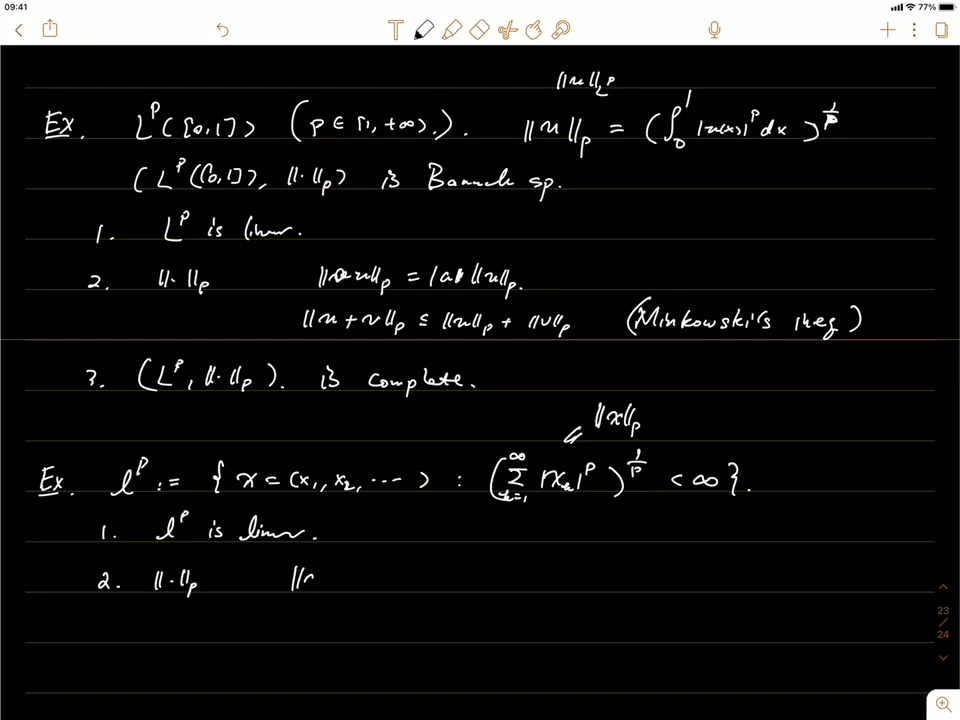 09:41
77%
‖u‖_{L^p}
Ex. L^p([0,1]) (p ∈ [1,+∞).). ‖u‖_p = (∫_0^1 |u(x)|^p dx)^{1/p}
(L^p([0,1]), ‖·‖_p) is Banach sp.
1. L^p is linear.
2. ‖·‖_p ‖au‖_p = |a| ‖u‖_p.
‖u+v‖_p ≤ ‖u‖_p + ‖v‖_p (Minkowski's ineq)
3. (L^p, ‖·‖_p). is complete.
‖x‖_p
Ex. l^p := { x = (x_1, x_2, ⋯) : (∑_{k=1}^∞ |x_k|^p)^{1/p} < ∞ }.
1. l^p is linear.
2. ‖·‖_p ‖
23
/
24